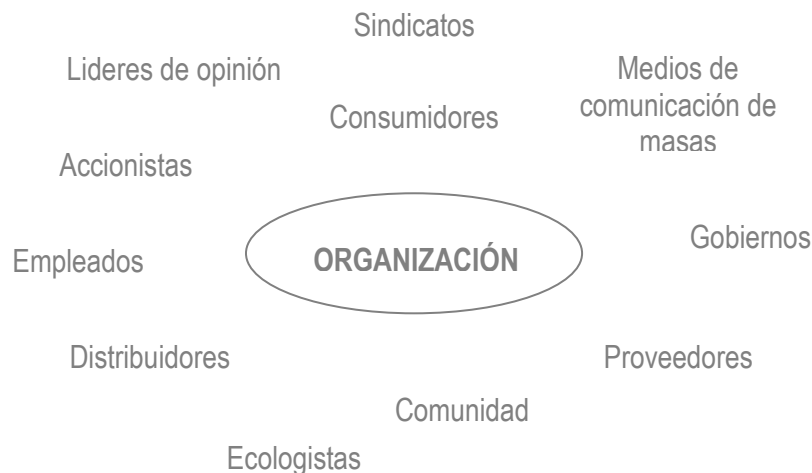 Sindicatos
Lideres de opinión
Medios de
comunicación de
masas
Consumidores
Accionistas
Gobiernos
Empleados
ORGANIZACIÓN
Distribuidores
Proveedores
Comunidad
Ecologistas